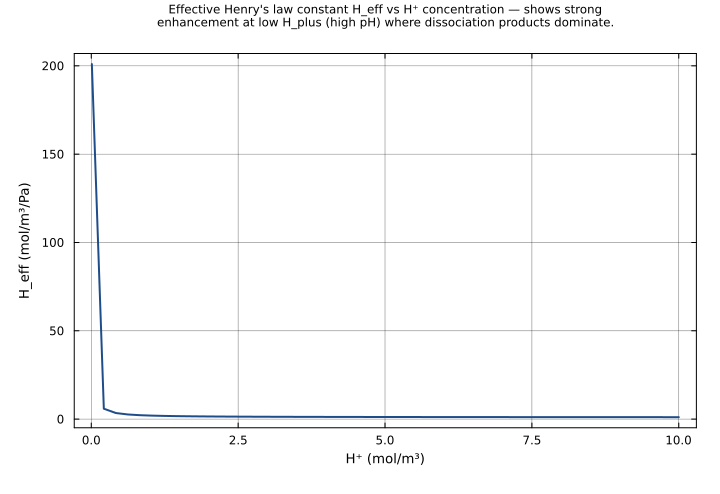 Effective Henry's law constant H_eff vs H⁺ concentration — shows strong
enhancement at low H_plus (high pH) where dissociation products dominate.
200
150
100
50
0
H_eff (mol/m³/Pa)
0.0 2.5 5.0 7.5 10.0
H⁺ (mol/m³)